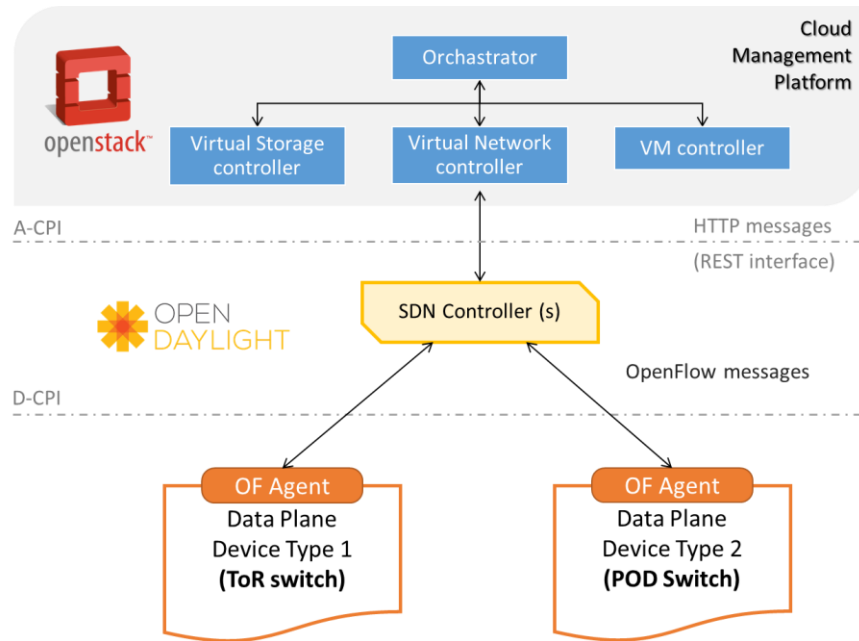 Cloud
Management
Platform
Orchastrator
openstack™
Virtual Storage
controller
Virtual Network
controller
VM controller
A-CPI
HTTP messages
(REST interface)
OPEN
DAYLIGHT
SDN Controller (s)
OpenFlow messages
D-CPI
OF Agent
Data Plane
Device Type 1
(ToR switch)
OF Agent
Data Plane
Device Type 2
(POD Switch)